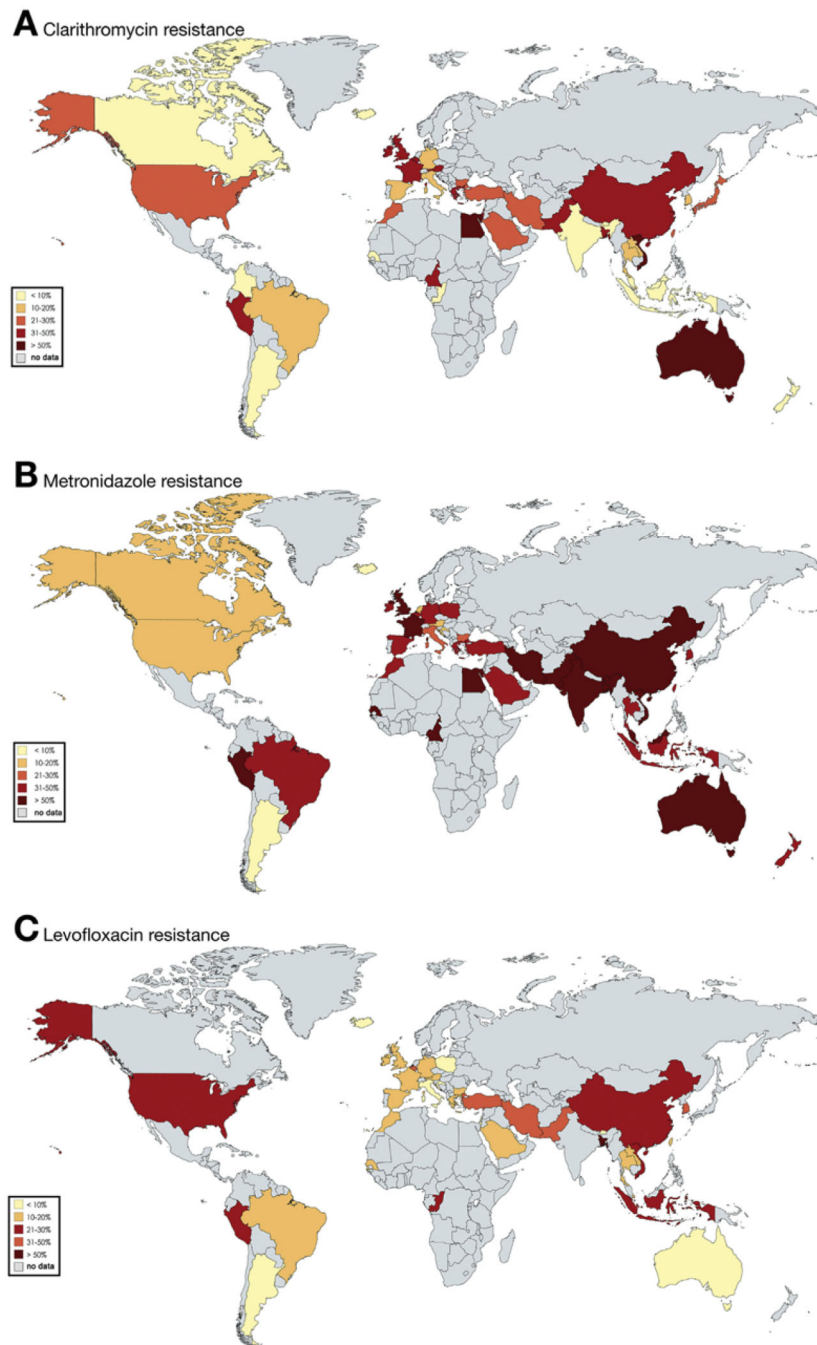 A Clarithromycin resistance
< 10%
10-20%
21-30%
31-50%
> 50%
no data
B Metronidazole resistance
< 10%
10-20%
21-30%
31-50%
> 50%
no data
C Levofloxacin resistance
< 10%
10-20%
21-30%
31-50%
> 50%
no data